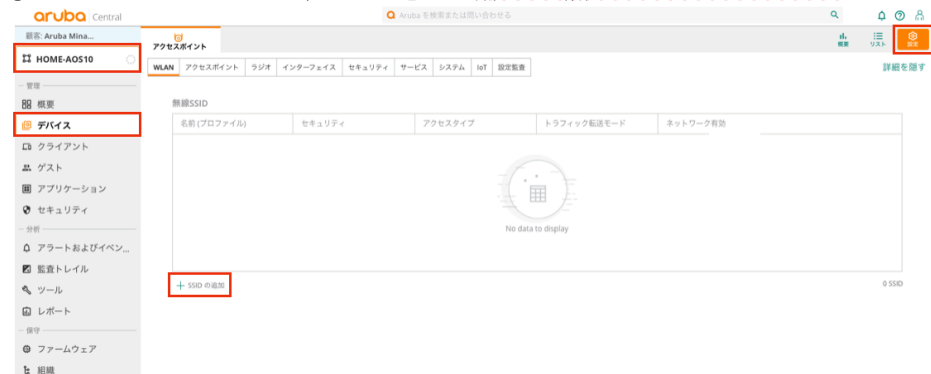 aruba Central
Aruba を検索または問い合わせる
顧客: Aruba Mina...
HOME-AOS10
アクセスポイント
概要
リスト
設定
WLAN アクセスポイント ラジオ インターフェイス セキュリティ サービス システム IoT 設定監査
詳細を隠す
管理
概要
デバイス
クライアント
ゲスト
アプリケーション
セキュリティ
分析
アラートおよびイベン...
監査トレイル
ツール
レポート
保守
ファームウェア
組織
無線SSID
名前 (プロファイル) セキュリティ アクセスタイプ トラフィック転送モード ネットワーク有効
No data to display
+ SSID の追加
0 SSID